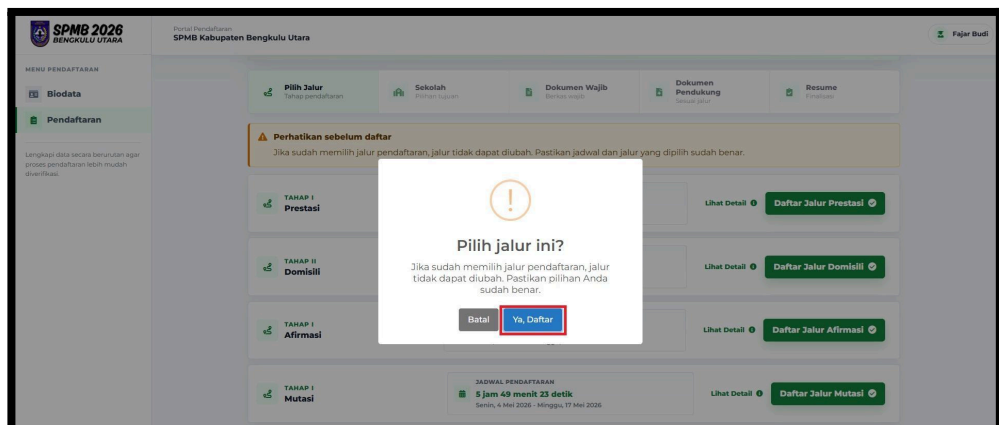 SPMB 2026
BENGKULU UTARA
Portal Pendaftaran
SPMB Kabupaten Bengkulu Utara
Fajar Budi
MENU PENDAFTARAN
Biodata
Pendaftaran
Lengkapi data secara berurutan agar
proses pendaftaran lebih mudah
diverifikasi.
Pilih Jalur
Tahap pendaftaran
Sekolah
Pilihan tujuan
Dokumen Wajib
Berkas wajib
Dokumen
Pendukung
Sesuai jalur
Resume
Finalisasi
Perhatikan sebelum daftar
Jika sudah memilih jalur pendaftaran, jalur tidak dapat diubah. Pastikan jadwal dan jalur yang dipilih sudah benar.
TAHAP I
Prestasi
Lihat Detail
Daftar Jalur Prestasi
TAHAP II
Domisili
Lihat Detail
Daftar Jalur Domisili
TAHAP I
Afirmasi
Lihat Detail
Daftar Jalur Afirmasi
TAHAP I
Mutasi
JADWAL PENDAFTARAN
5 jam 49 menit 23 detik
Senin, 4 Mei 2026 - Minggu, 17 Mei 2026
Lihat Detail
Daftar Jalur Mutasi
Pilih jalur ini?
Jika sudah memilih jalur pendaftaran, jalur
tidak dapat diubah. Pastikan pilihan Anda
sudah benar.
Batal
Ya, Daftar